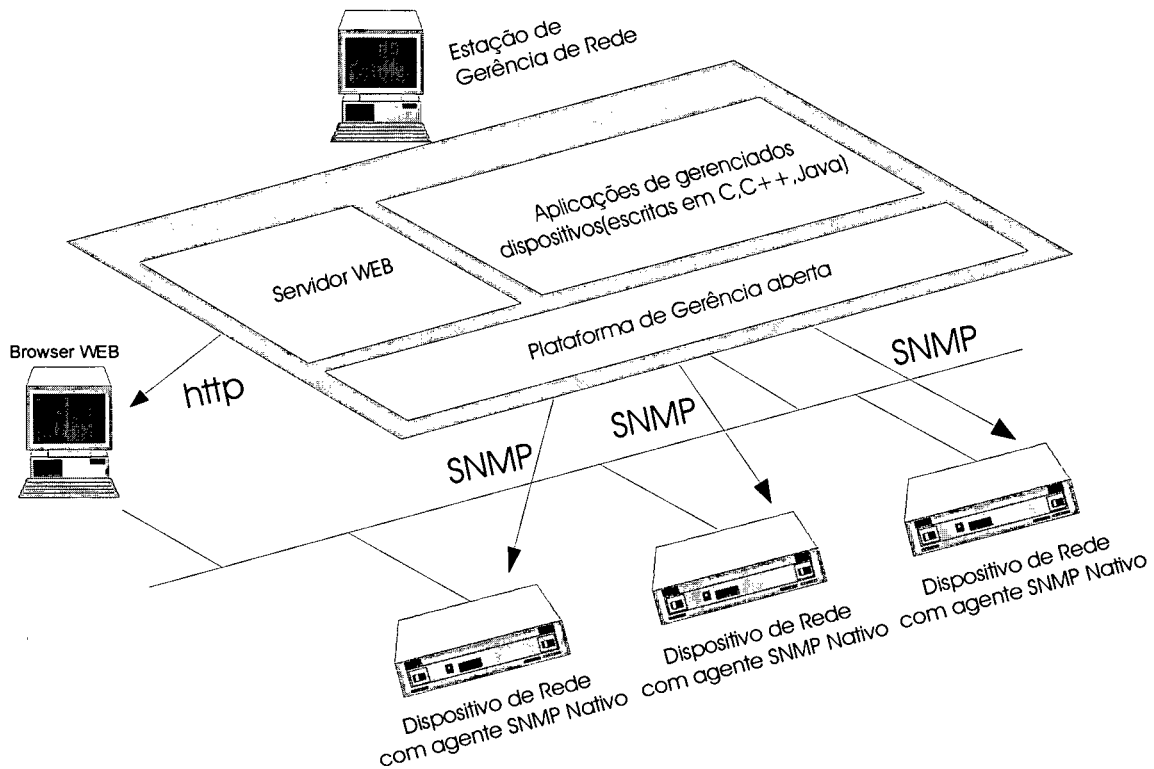 Estação de
Gerência de Rede
Aplicações de gerenciados
dispositivos(escritas em C,C++,Java)
Servidor WEB
Plataforma de Gerência aberta
Browser WEB
http
SNMP
SNMP
SNMP
Dispositivo de Rede
com agente SNMP Nativo
Dispositivo de Rede
com agente SNMP Nativo
Dispositivo de Rede
com agente SNMP Nativo